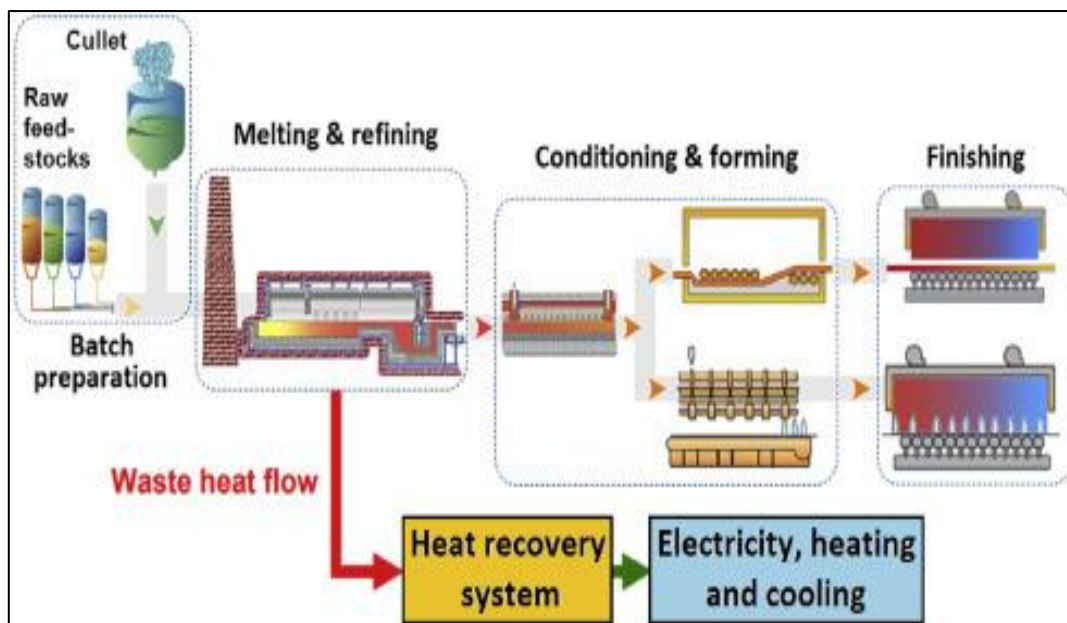 Cullet
Raw
feed-
stocks
Batch
preparation
Melting & refining
Conditioning & forming
Finishing
Waste heat flow
Heat recovery
system
Electricity, heating
and cooling